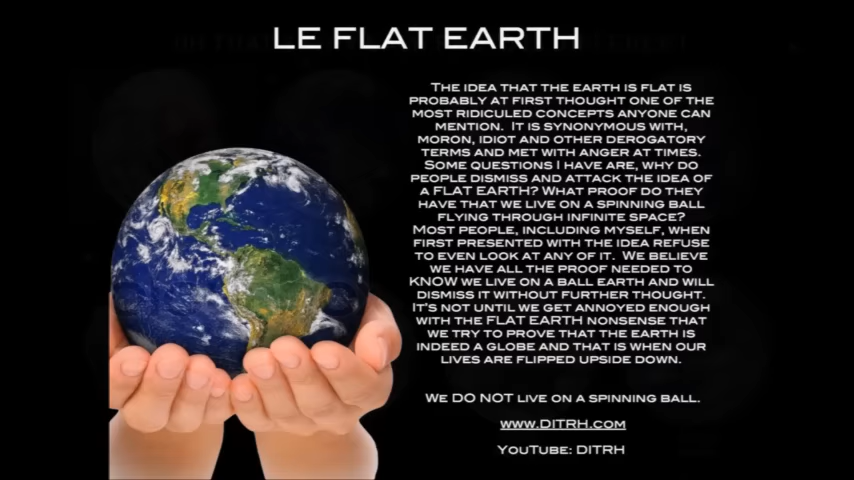 LE FLAT EARTH
THE IDEA THAT THE EARTH IS FLAT IS
PROBABLY AT FIRST THOUGHT ONE OF THE
MOST RIDICULED CONCEPTS ANYONE CAN
MENTION. IT IS SYNONYMOUS WITH,
MORON, IDIOT AND OTHER DEROGATORY
TERMS AND MET WITH ANGER AT TIMES.
SOME QUESTIONS I HAVE ARE, WHY DO
PEOPLE DISMISS AND ATTACK THE IDEA OF
A FLAT EARTH? WHAT PROOF DO THEY
HAVE THAT WE LIVE ON A SPINNING BALL
FLYING THROUGH INFINITE SPACE?
MOST PEOPLE, INCLUDING MYSELF, WHEN
FIRST PRESENTED WITH THE IDEA REFUSE
TO EVEN LOOK AT ANY OF IT. WE BELIEVE
WE HAVE ALL THE PROOF NEEDED TO
KNOW WE LIVE ON A BALL EARTH AND WILL
DISMISS IT WITHOUT FURTHER THOUGHT.
IT'S NOT UNTIL WE GET ANNOYED ENOUGH
WITH THE FLAT EARTH NONSENSE THAT
WE TRY TO PROVE THAT THE EARTH IS
INDEED A GLOBE AND THAT IS WHEN OUR
LIVES ARE FLIPPED UPSIDE DOWN.
WE DO NOT LIVE ON A SPINNING BALL.
WWW.DITRH.COM
YOUTUBE: DITRH